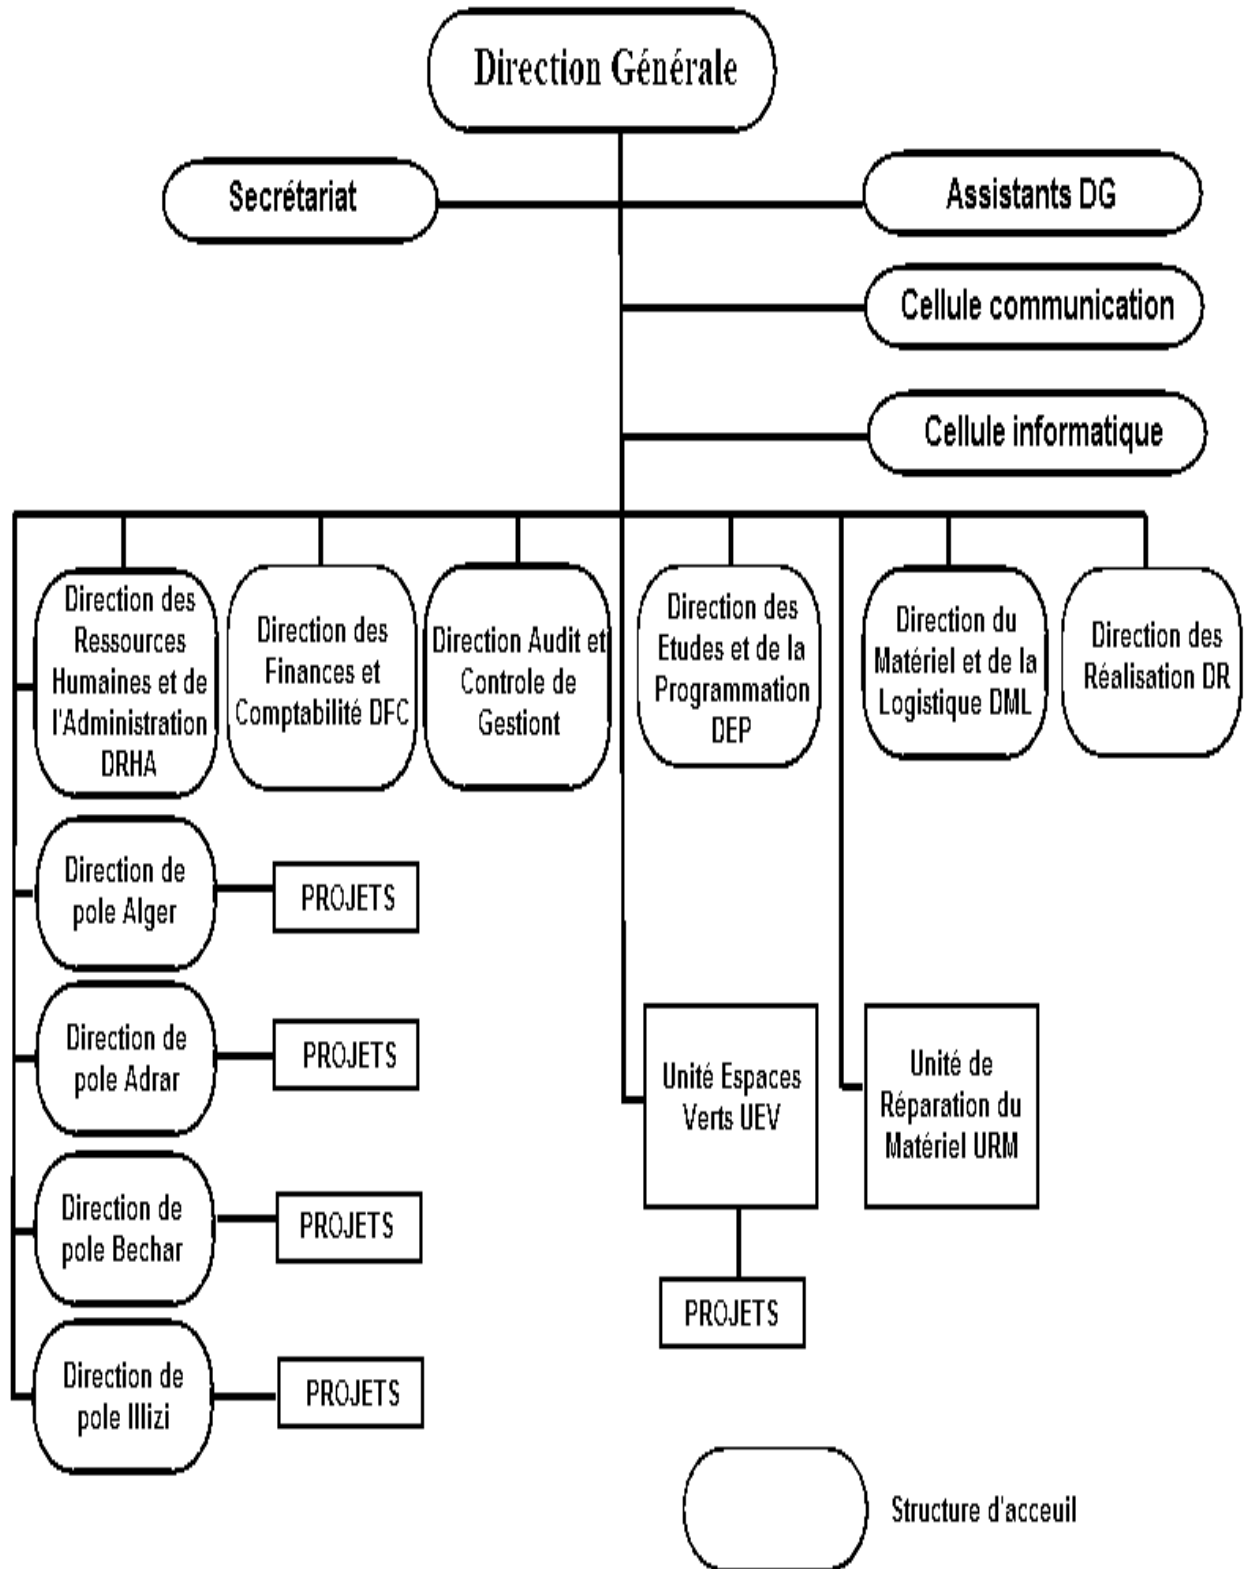 Direction Générale
Secrétariat
Assistants DG
Cellule communication
Cellule informatique
Direction des
Ressources
Humaines et de
l'Administration
DRHA
Direction des
Finances et
Comptabilité DFC
Direction Audit et
Controle de
Gestiont
Direction des
Etudes et de la
Programmation
DEP
Direction du
Matériel et de la
Logistique DML
Direction des
Réalisation DR
Direction de
pole Alger
PROJETS
Direction de
pole Adrar
PROJETS
Direction de
pole Bechar
PROJETS
Direction de
pole Illizi
PROJETS
Unité Espaces
Verts UEV
PROJETS
Unité de
Réparation du
Matériel URM
Structure d'acceuil